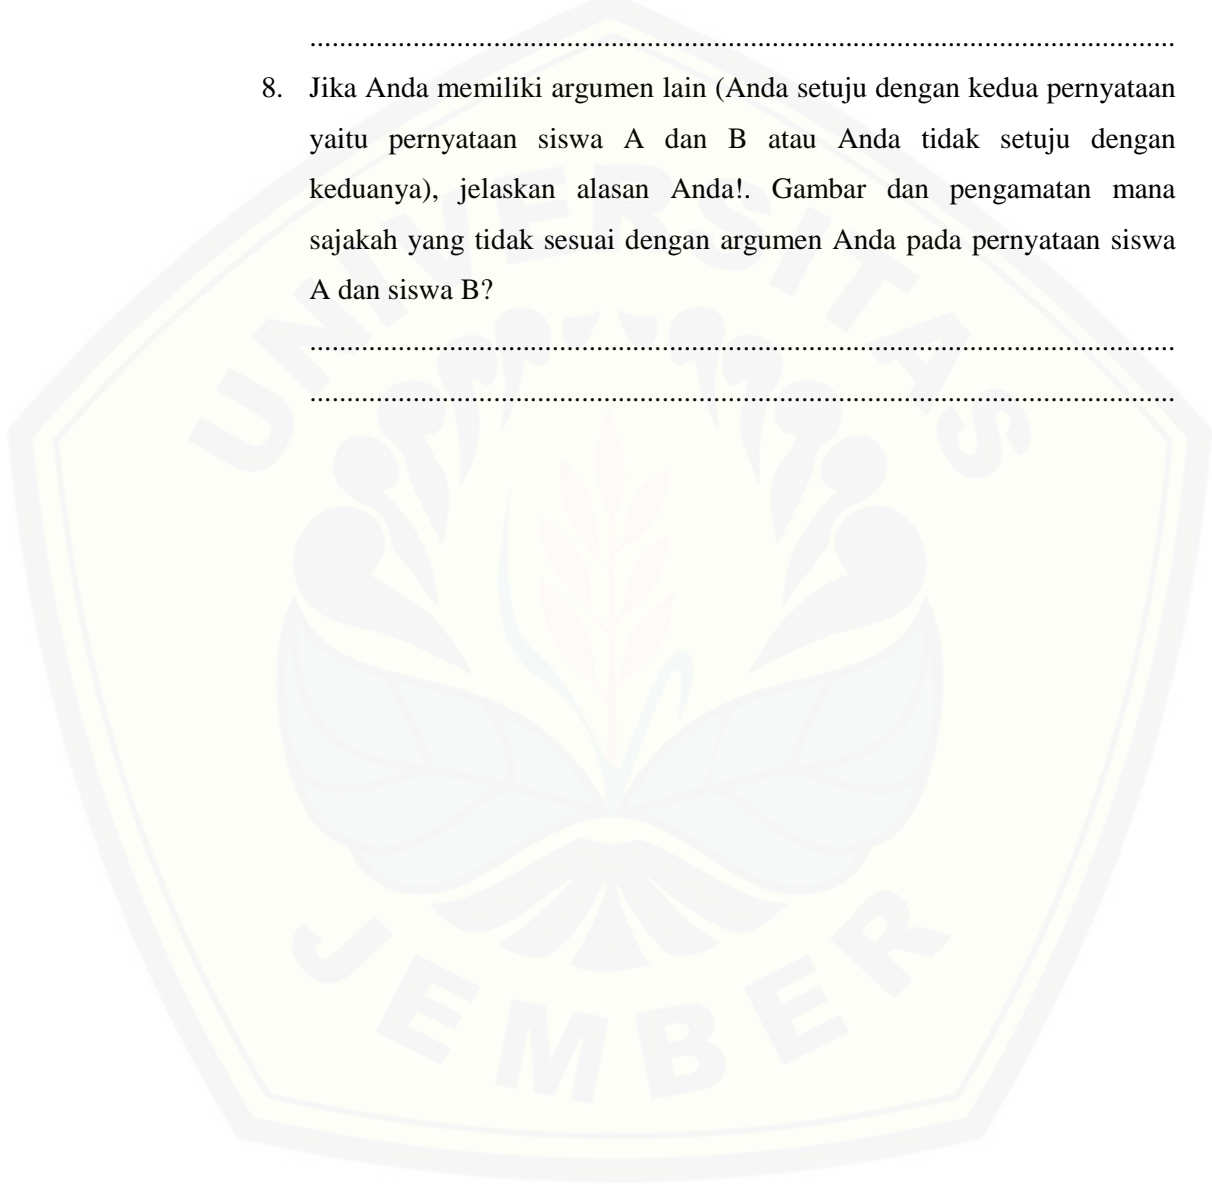 ....................................................................................................................
8. Jika Anda memiliki argumen lain (Anda setuju dengan kedua pernyataan
yaitu pernyataan siswa A dan B atau Anda tidak setuju dengan
keduanya), jelaskan alasan Anda!. Gambar dan pengamatan mana
sajakah yang tidak sesuai dengan argumen Anda pada pernyataan siswa
A dan siswa B?
....................................................................................................................
....................................................................................................................
UNIVERSITAS
JEMBER